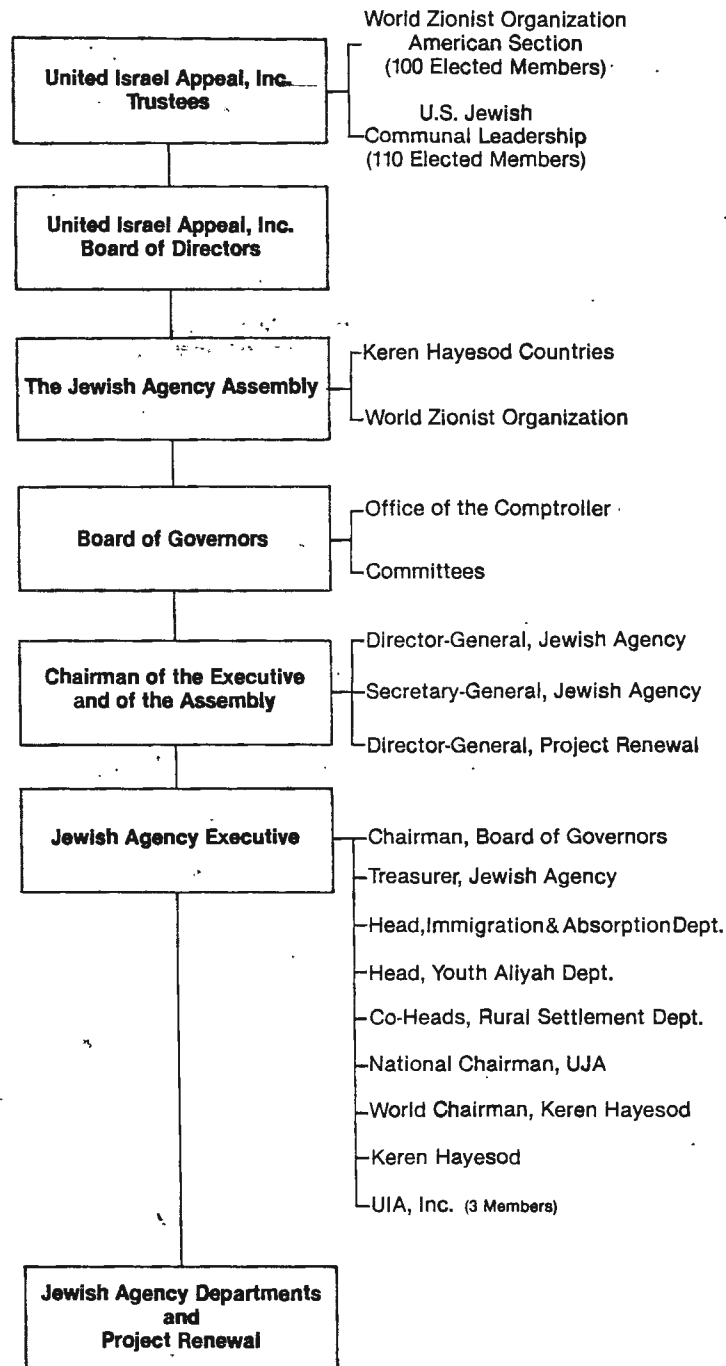 World Zionist Organization
American Section
(100 Elected Members)
United Israel Appeal, Inc.
Trustees
U.S. Jewish
Communal Leadership
(110 Elected Members)
United Israel Appeal, Inc.
Board of Directors
The Jewish Agency Assembly
Keren Hayesod Countries
World Zionist Organization
Board of Governors
Office of the Comptroller
Committees
Chairman of the Executive
and of the Assembly
Director-General, Jewish Agency
Secretary-General, Jewish Agency
Director-General, Project Renewal
Jewish Agency Executive
Chairman, Board of Governors
Treasurer, Jewish Agency
Head, Immigration & Absorption Dept.
Head, Youth Aliyah Dept.
Co-Heads, Rural Settlement Dept.
National Chairman, UJA
World Chairman, Keren Hayesod
Keren Hayesod
UIA, Inc. (3 Members)
Jewish Agency Departments
and
Project Renewal